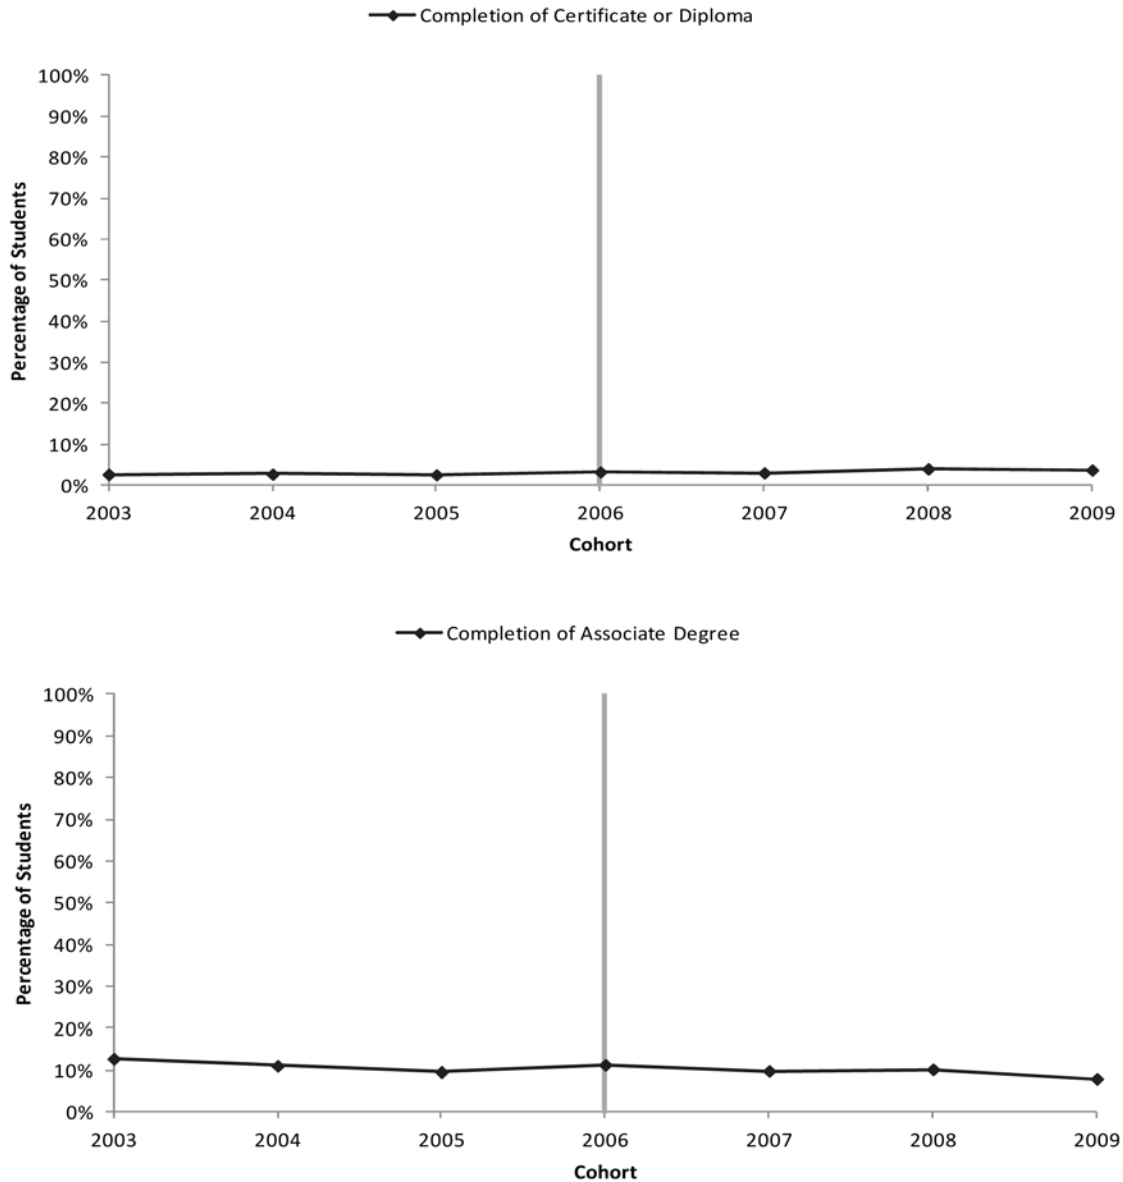 Completion of Certificate or Diploma
100%
90%
80%
70%
60%
50%
40%
30%
20%
10%
0%
Percentage of Students
2003 2004 2005 2006 2007 2008 2009
Cohort
Completion of Associate Degree
100%
90%
80%
70%
60%
50%
40%
30%
20%
10%
0%
Percentage of Students
2003 2004 2005 2006 2007 2008 2009
Cohort